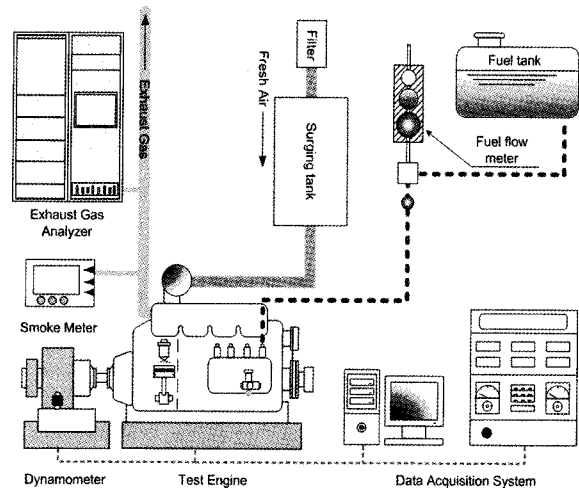 Filter
Fuel tank
Fresh Air
Exhaust Gas
Surging tank
Fuel flow
meter
Exhaust Gas
Analyzer
Smoke Meter
Dynamometer
Test Engine
Data Acquisition System